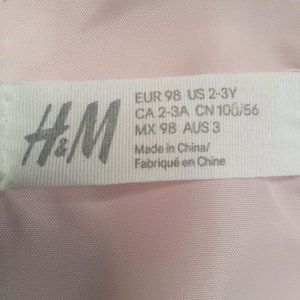 H&M
EUR 98 US 2-3Y
CA 2-3A CN 100/56
MX 98 AUS 3
Made in China/
Fabriqué en Chine